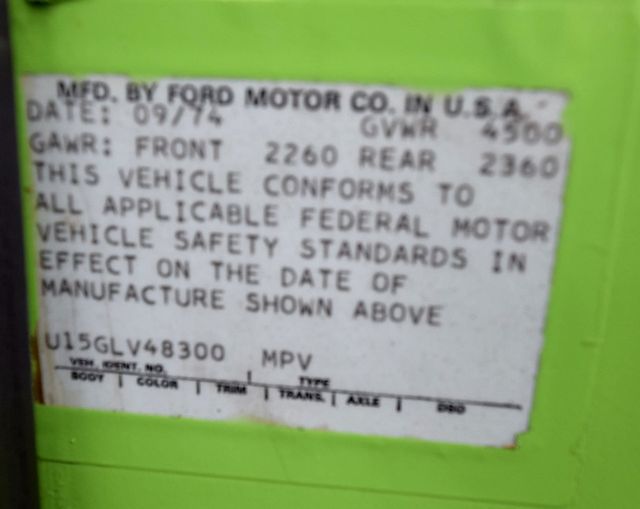 MFD. BY FORD MOTOR CO. IN U.S.A.
DATE: 09/74 GVWR 4500
GAWR: FRONT 2260 REAR 2360
THIS VEHICLE CONFORMS TO
ALL APPLICABLE FEDERAL MOTOR
VEHICLE SAFETY STANDARDS IN
EFFECT ON THE DATE OF
MANUFACTURE SHOWN ABOVE
U15GLV48300 MPV
VEH. IDENT. NO. TYPE
BODY | COLOR | TRIM | TRANS. | AXLE | DSO